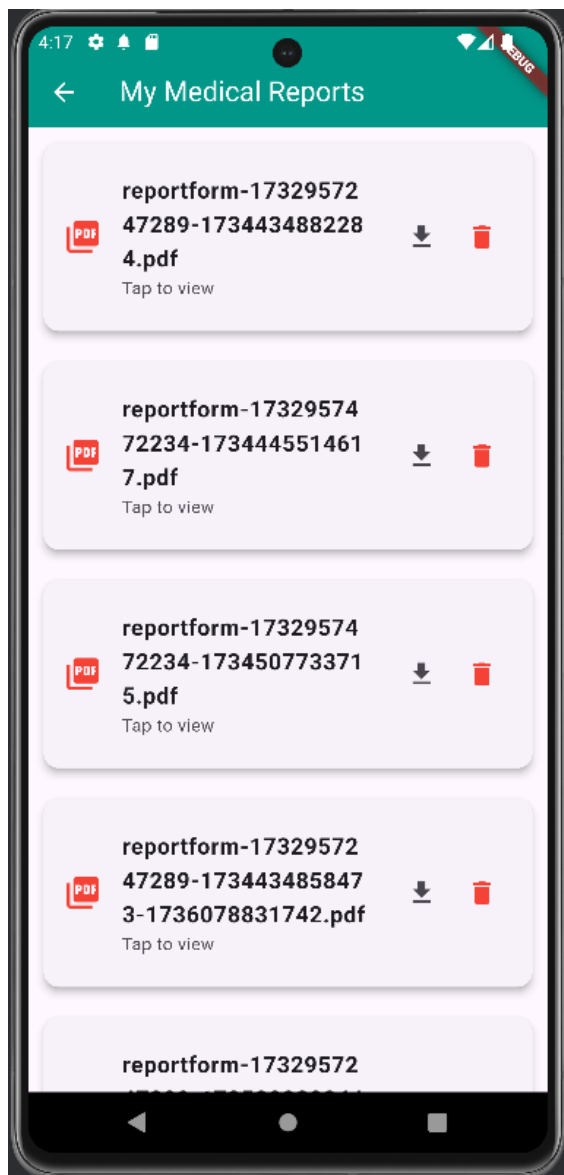 4:17
DEBUG
My Medical Reports
reportform-17329572
47289-173443488228
4.pdf
Tap to view
PDF
reportform-17329574
72234-173444551461
7.pdf
Tap to view
PDF
reportform-17329574
72234-173450773371
5.pdf
Tap to view
PDF
reportform-17329572
47289-173443485847
3-1736078831742.pdf
Tap to view
PDF
reportform-17329572